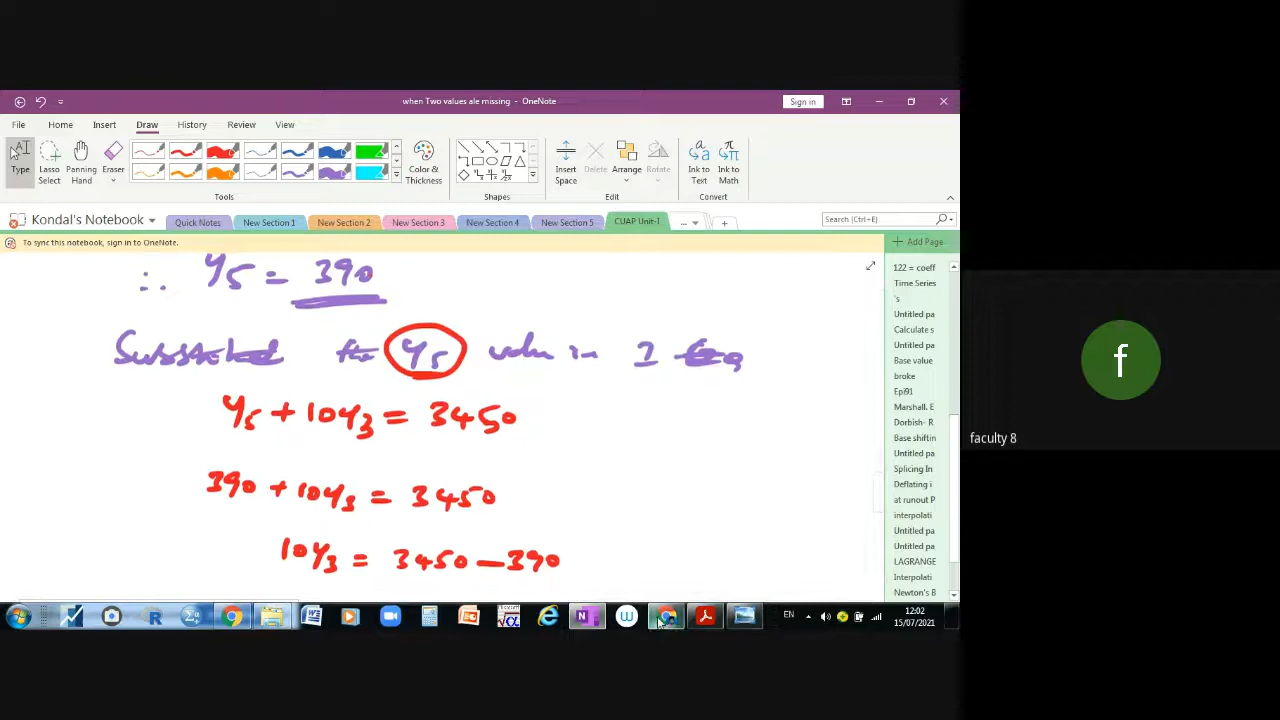 when Two values ale missing - OneNote
Sign in
File Home Insert Draw History Review View
Type
Lasso Select
Panning Hand
Eraser
Color & Thickness
Insert Space
Delete
Arrange
Rotate
Ink to Text
Ink to Math
Tools
Shapes
Edit
Convert
Kondal's Notebook
Quick Notes
New Section 1
New Section 2
New Section 3
New Section 4
New Section 5
CUAP Unit-1
...
+
Search (Ctrl+E)
To sync this notebook, sign in to OneNote.
Add Page
∴ y5 = 390
y5 value in I Eq
y5 + 10y3 = 3450
390 + 10y3 = 3450
10y3 = 3450 - 390
122 = coeff
Time Series
's
Untitled pa
Calculate s
Untitled pa
Base value
broke
Epi91
Marshall. E
Dorbish- R
Base shiftin
Untitled pa
Splicing In
Deflating i
at runout P
interpolati
Untitled pa
Untitled pa
LAGRANGE
Interpolati
Newton's B
EN
12:02
15/07/2021
f
faculty 8